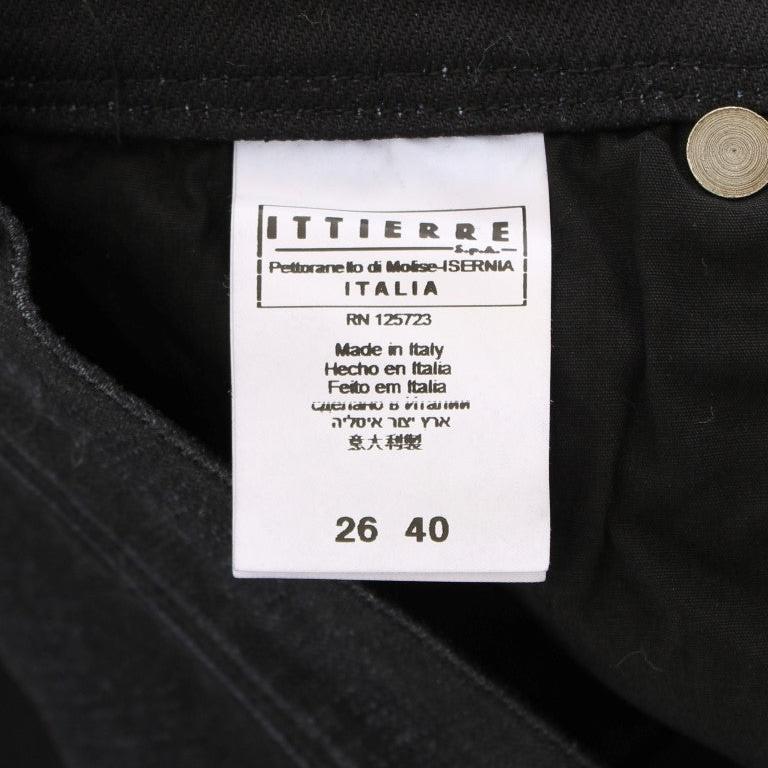 ITTIERRE
S.p.A.
Pettoranello di Molise-ISERNIA
ITALIA
RN 125723
Made in Italy
Hecho en Italia
Feito em Italia
Сделано в Италии
ארץ יצור איטליה
意大利製
26 40